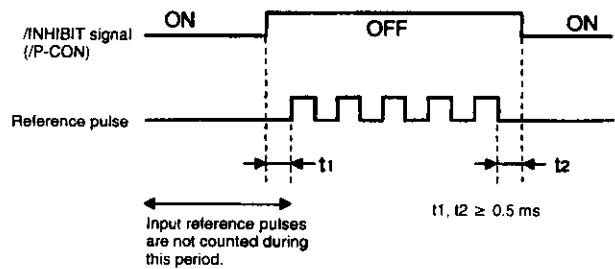 ON
OFF
ON
/INHIBIT signal
(/P-CON)
Reference pulse
t1
t2
t1, t2 ≥ 0.5 ms
Input reference pulses
are not counted during
this period.